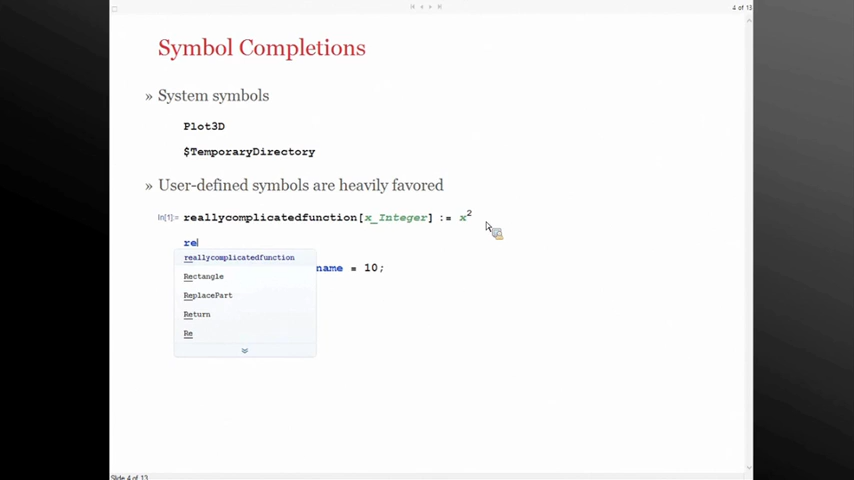 4 of 13
Symbol Completions
» System symbols
Plot3D
$TemporaryDirectory
» User-defined symbols are heavily favored
In[1]:= reallycomplicatedfunction[x_Integer] := x²
re
reallycomplicatedfunction
name = 10;
Rectangle
ReplacePart
Return
Re
Slide 4 of 13